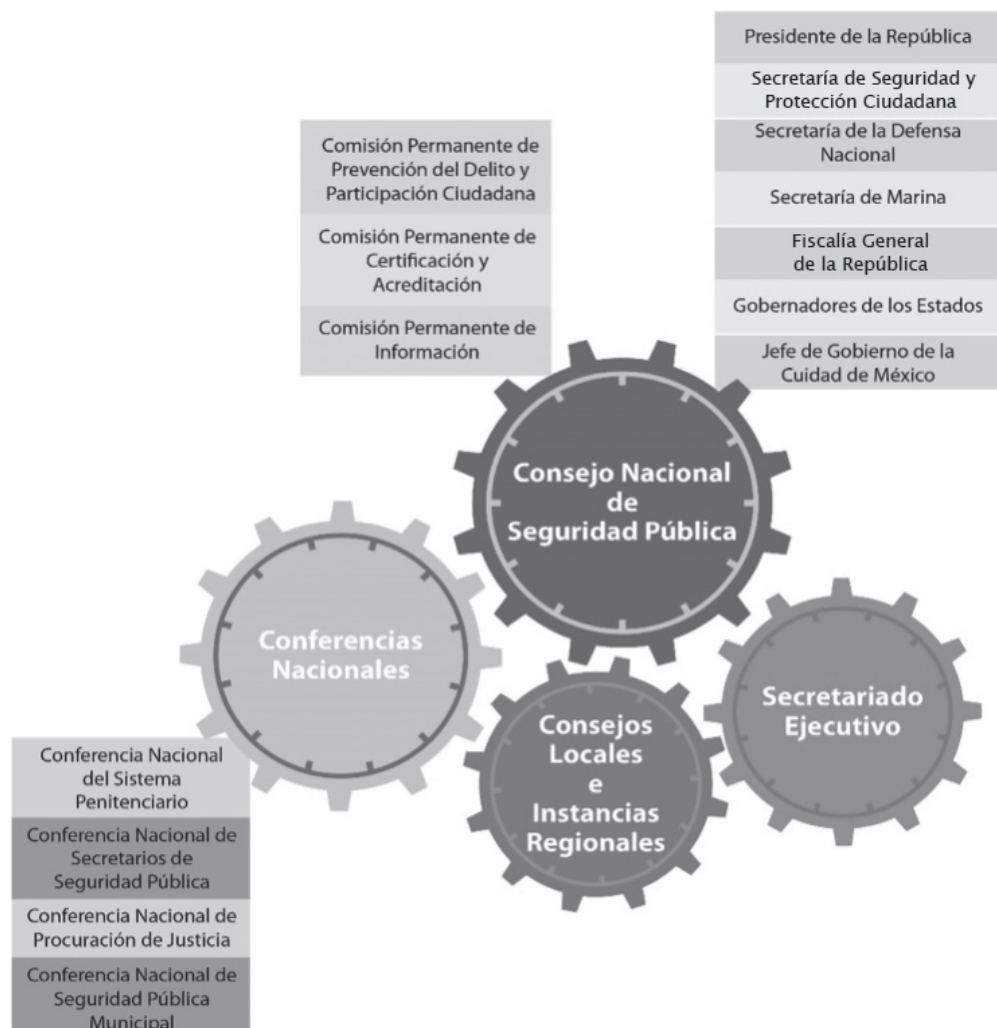 Presidente de la República
Secretaría de Seguridad y
Protección Ciudadana
Secretaría de la Defensa
Nacional
Secretaría de Marina
Fiscalía General
de la República
Gobernadores de los Estados
Jefe de Gobierno de la
Cuidad de México
Comisión Permanente de
Prevención del Delito y
Participación Ciudadana
Comisión Permanente de
Certificación y
Acreditación
Comisión Permanente de
Información
Consejo Nacional
de
Seguridad Pública
Conferencias
Nacionales
Consejos
Locales
e
Instancias
Regionales
Secretariado
Ejecutivo
Conferencia Nacional
del Sistema
Penitenciario
Conferencia Nacional de
Secretarios de
Seguridad Pública
Conferencia Nacional de
Procuración de Justicia
Conferencia Nacional de
Seguridad Pública
Municipal